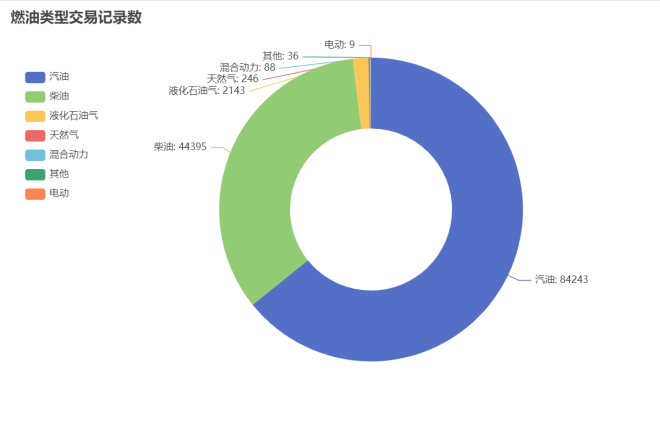 燃油类型交易记录数
汽油
柴油
液化石油气
天然气
混合动力
其他
电动
电动: 9
其他: 36
混合动力: 88
天然气: 246
液化石油气: 2143
柴油: 44395
汽油: 84243